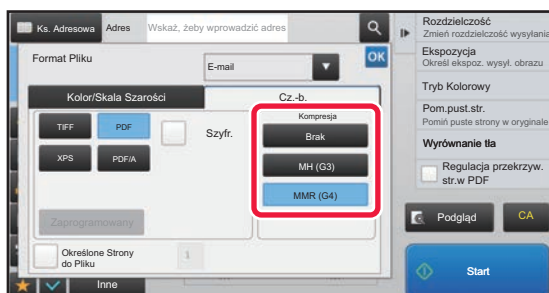 Ks. Adresowa
Adres
Wskaż, żeby wprowadzić adres
Format Pliku
E-mail
OK
Kolor/Skala Szarości
Cz.-b.
TIFF
PDF
Szyfr.
XPS
PDF/A
Kompresja
Brak
MH (G3)
MMR (G4)
Zaprogramowany
Określone Strony
do Pliku
1
Inne
Rozdzielczość
Zmień rozdzielczość wysyłania
Ekspozycja
Określ ekspoz. wysył. obrazu
Tryb Kolorowy
Pom.pust.str.
Pomiń puste strony w oryginale
Wyrównanie tła
Regulacja przekrzyw.
str.w PDF
Podgląd
CA
Start